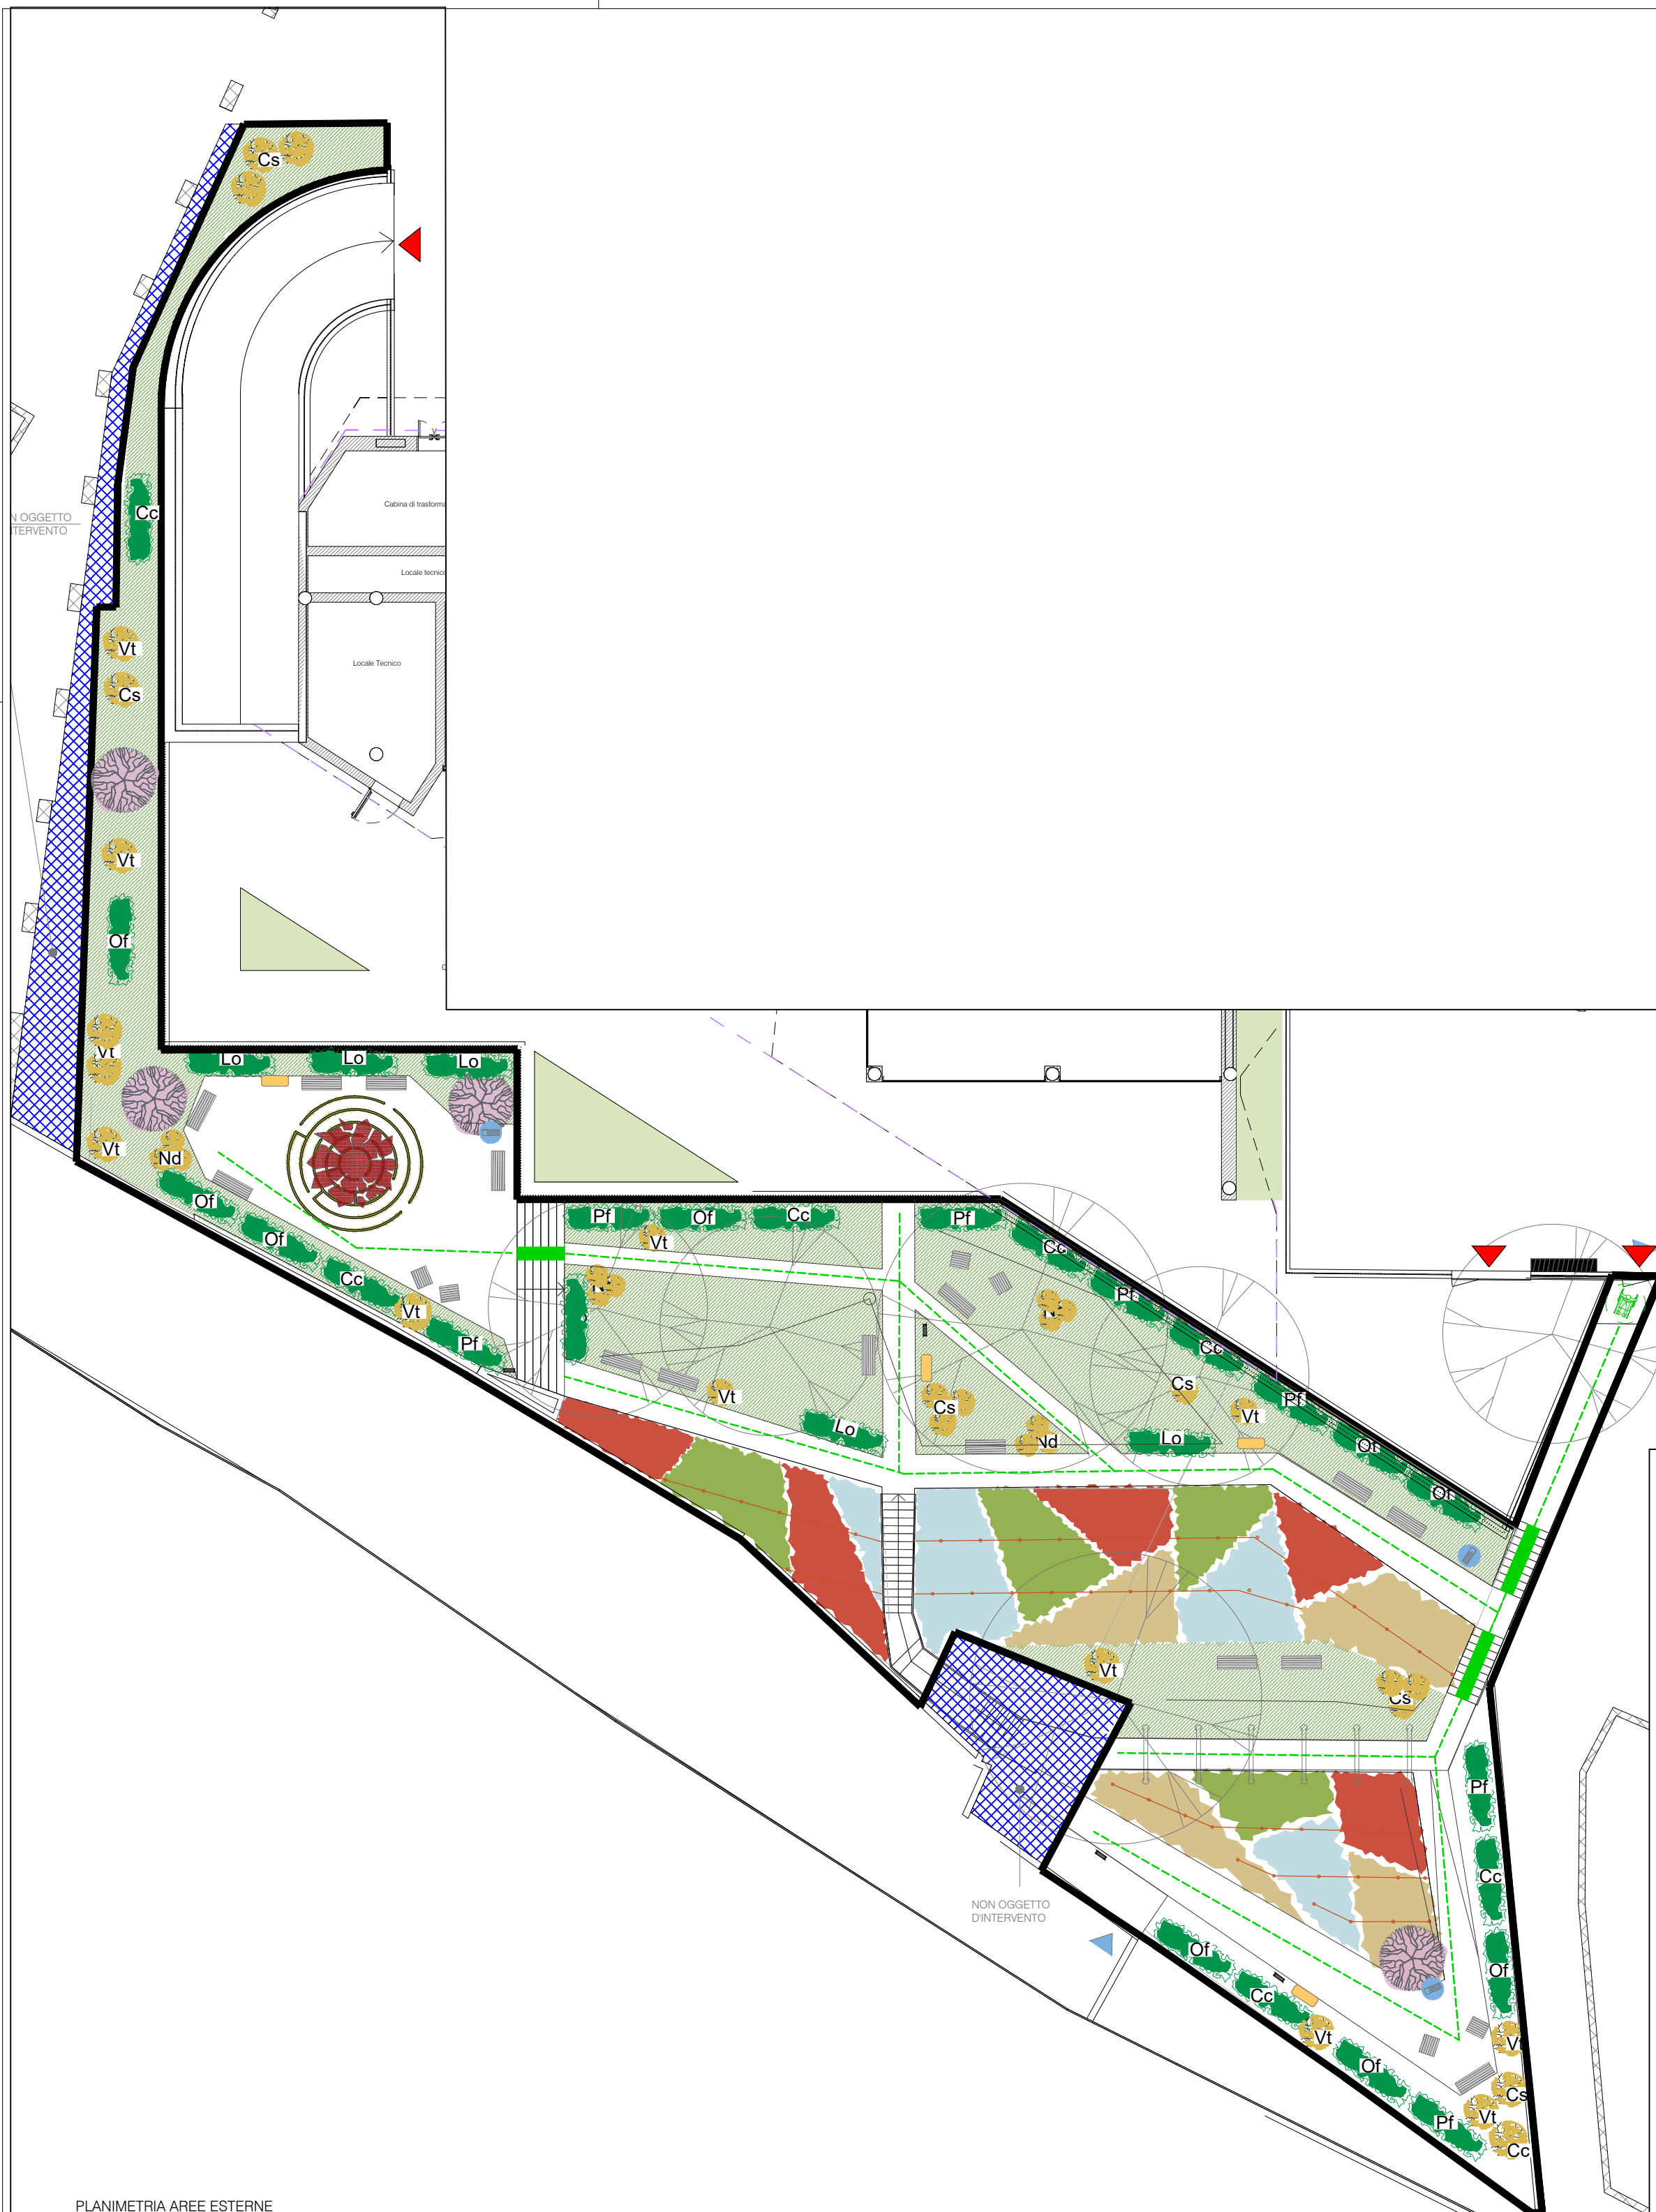 Cs
Cabina di trasforma
N OGGETTO
ITERVENTO
Cc
Locale tecnico
Vt
Locale Tecnico
Cs
Vt
Of
Vt
Lo
Lo
Lo
Vt
Nd
Of
Pf
Of
Cc
Pf
Of
Vt
Cc
Cc
Pf
Vt
Pf
Cc
Cs
Vt
Pf
Cs
Vt
Lo
Nd
Lo
Of
Of
Vt
Cs
Pf
Cc
NON OGGETTO
D'INTERVENTO
Of
Of
Cc
Vt
Vt
Of
Cs
Vt
Pf
Cc
PLANIMETRIA AREE ESTERNE